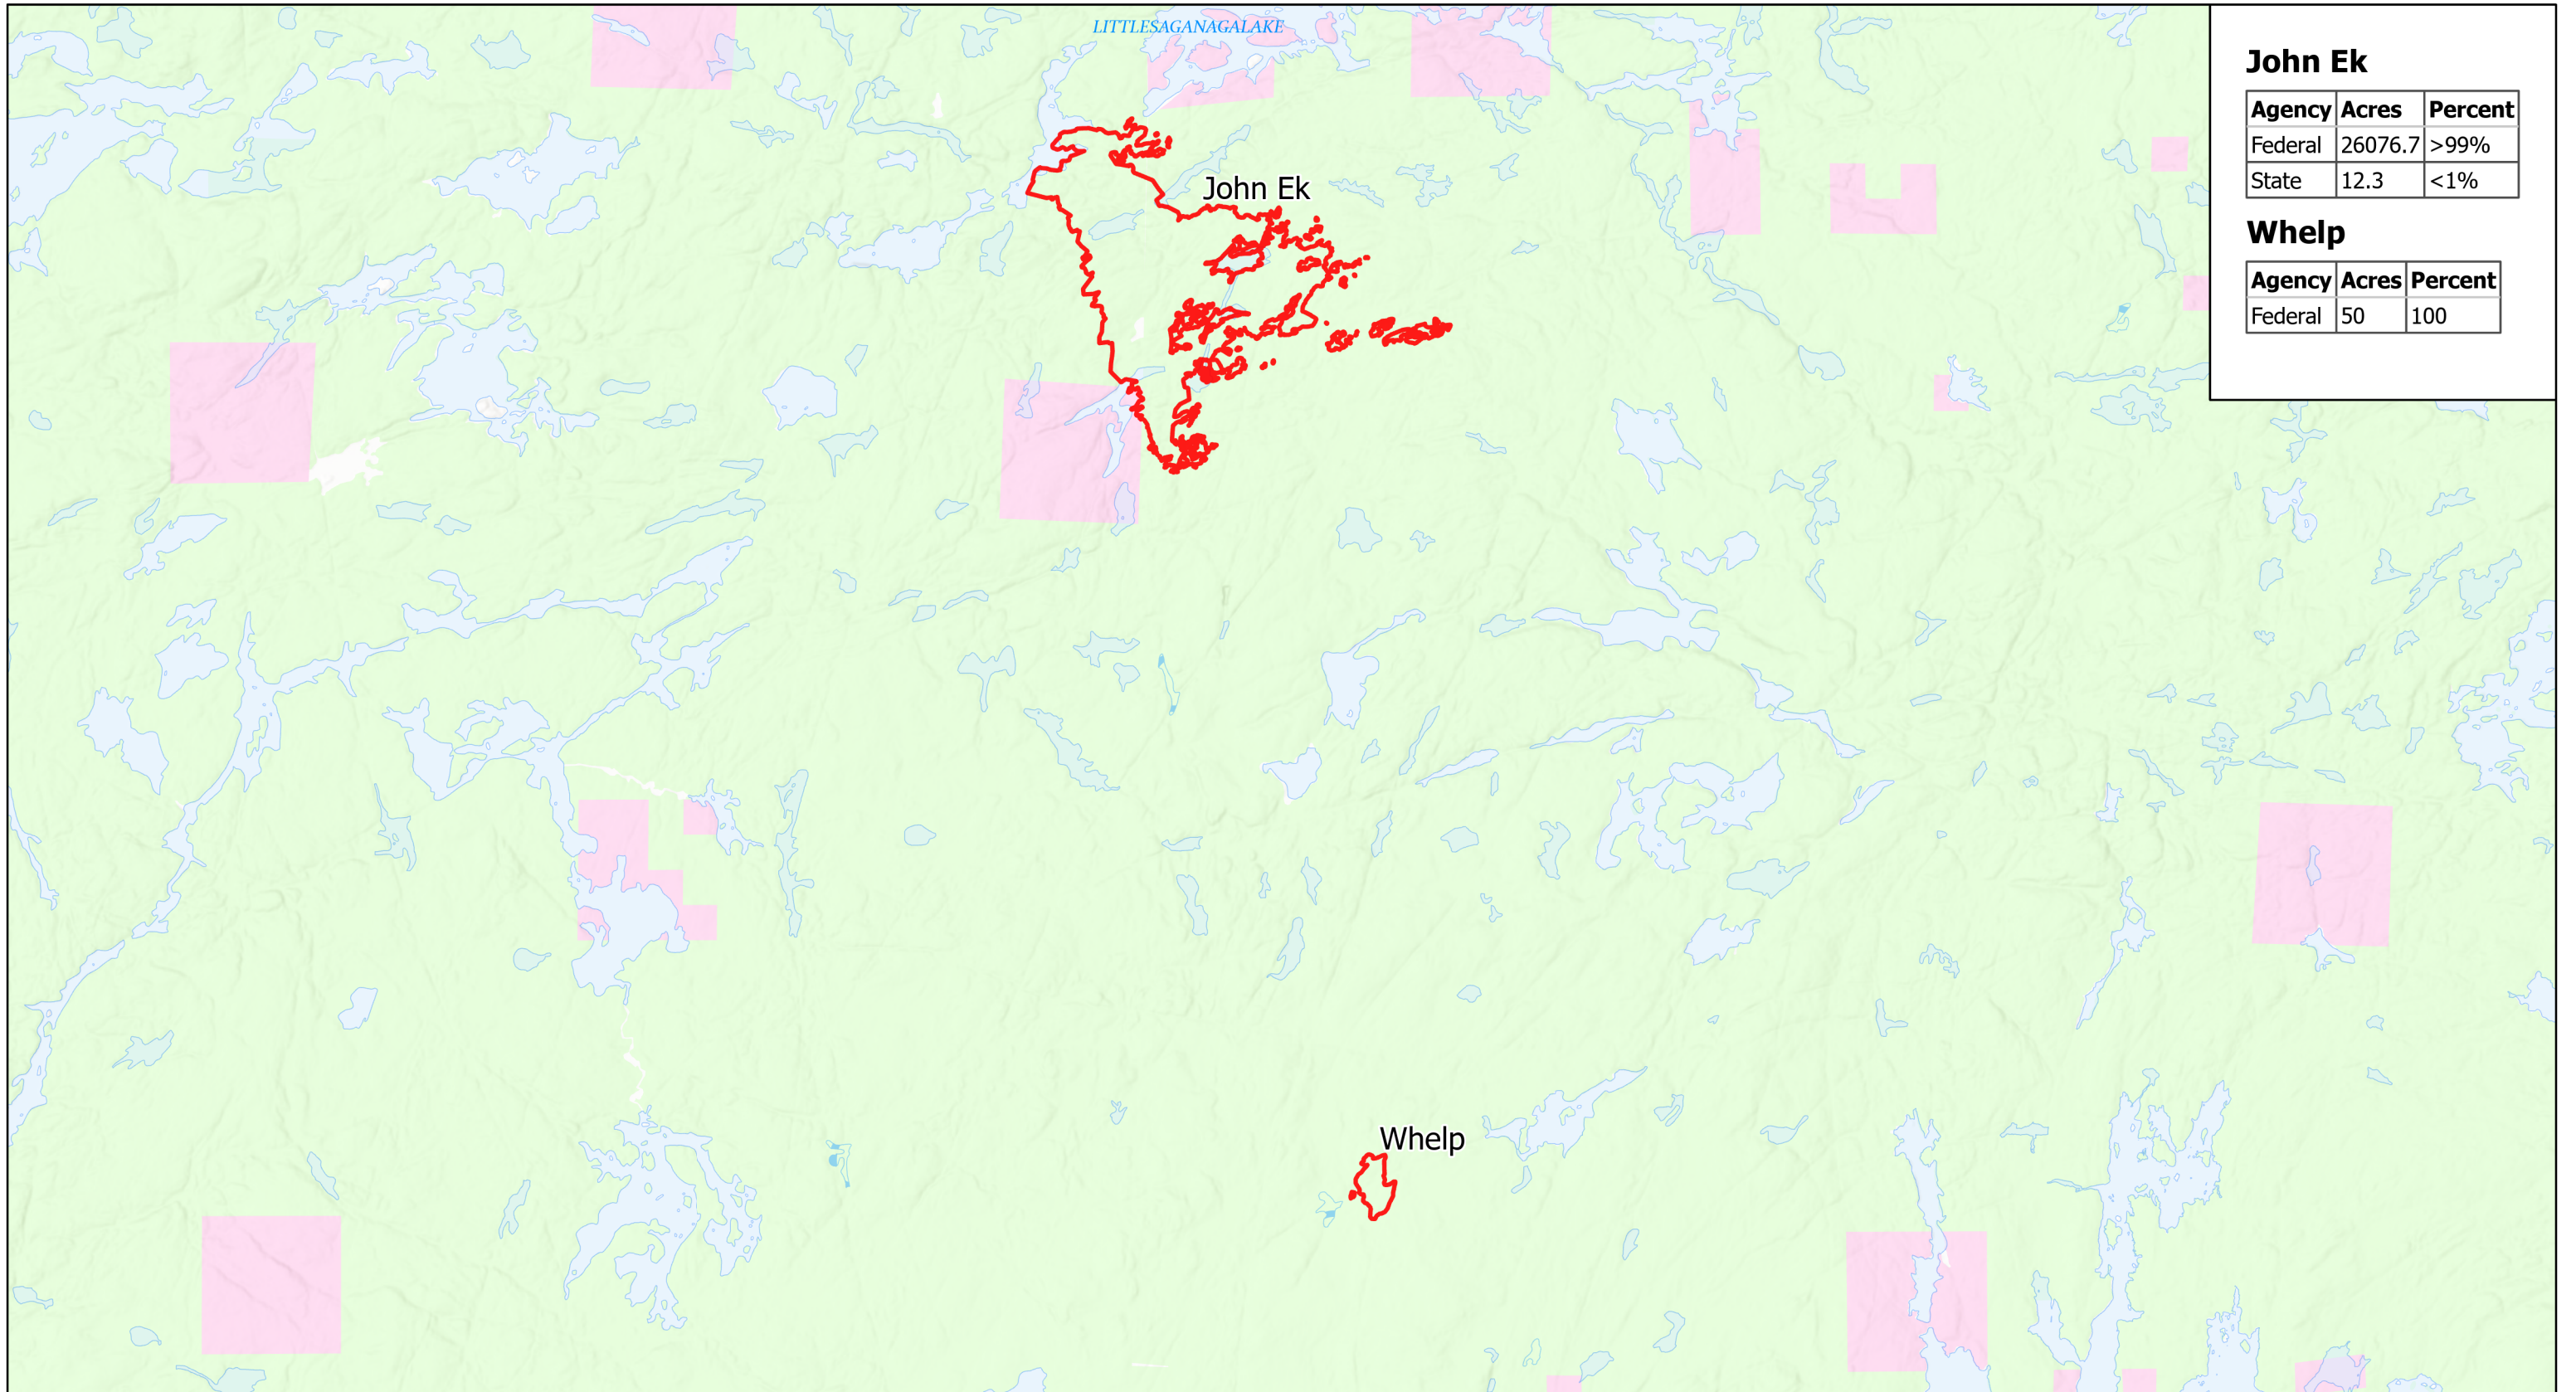 LITTLESAGANAGALAKE
John Ek
Agency Acres Percent
Federal 26076.7 >99%
State 12.3 <1%
Whelp
Agency Acres Percent
Federal 50 100
John Ek
Whelp